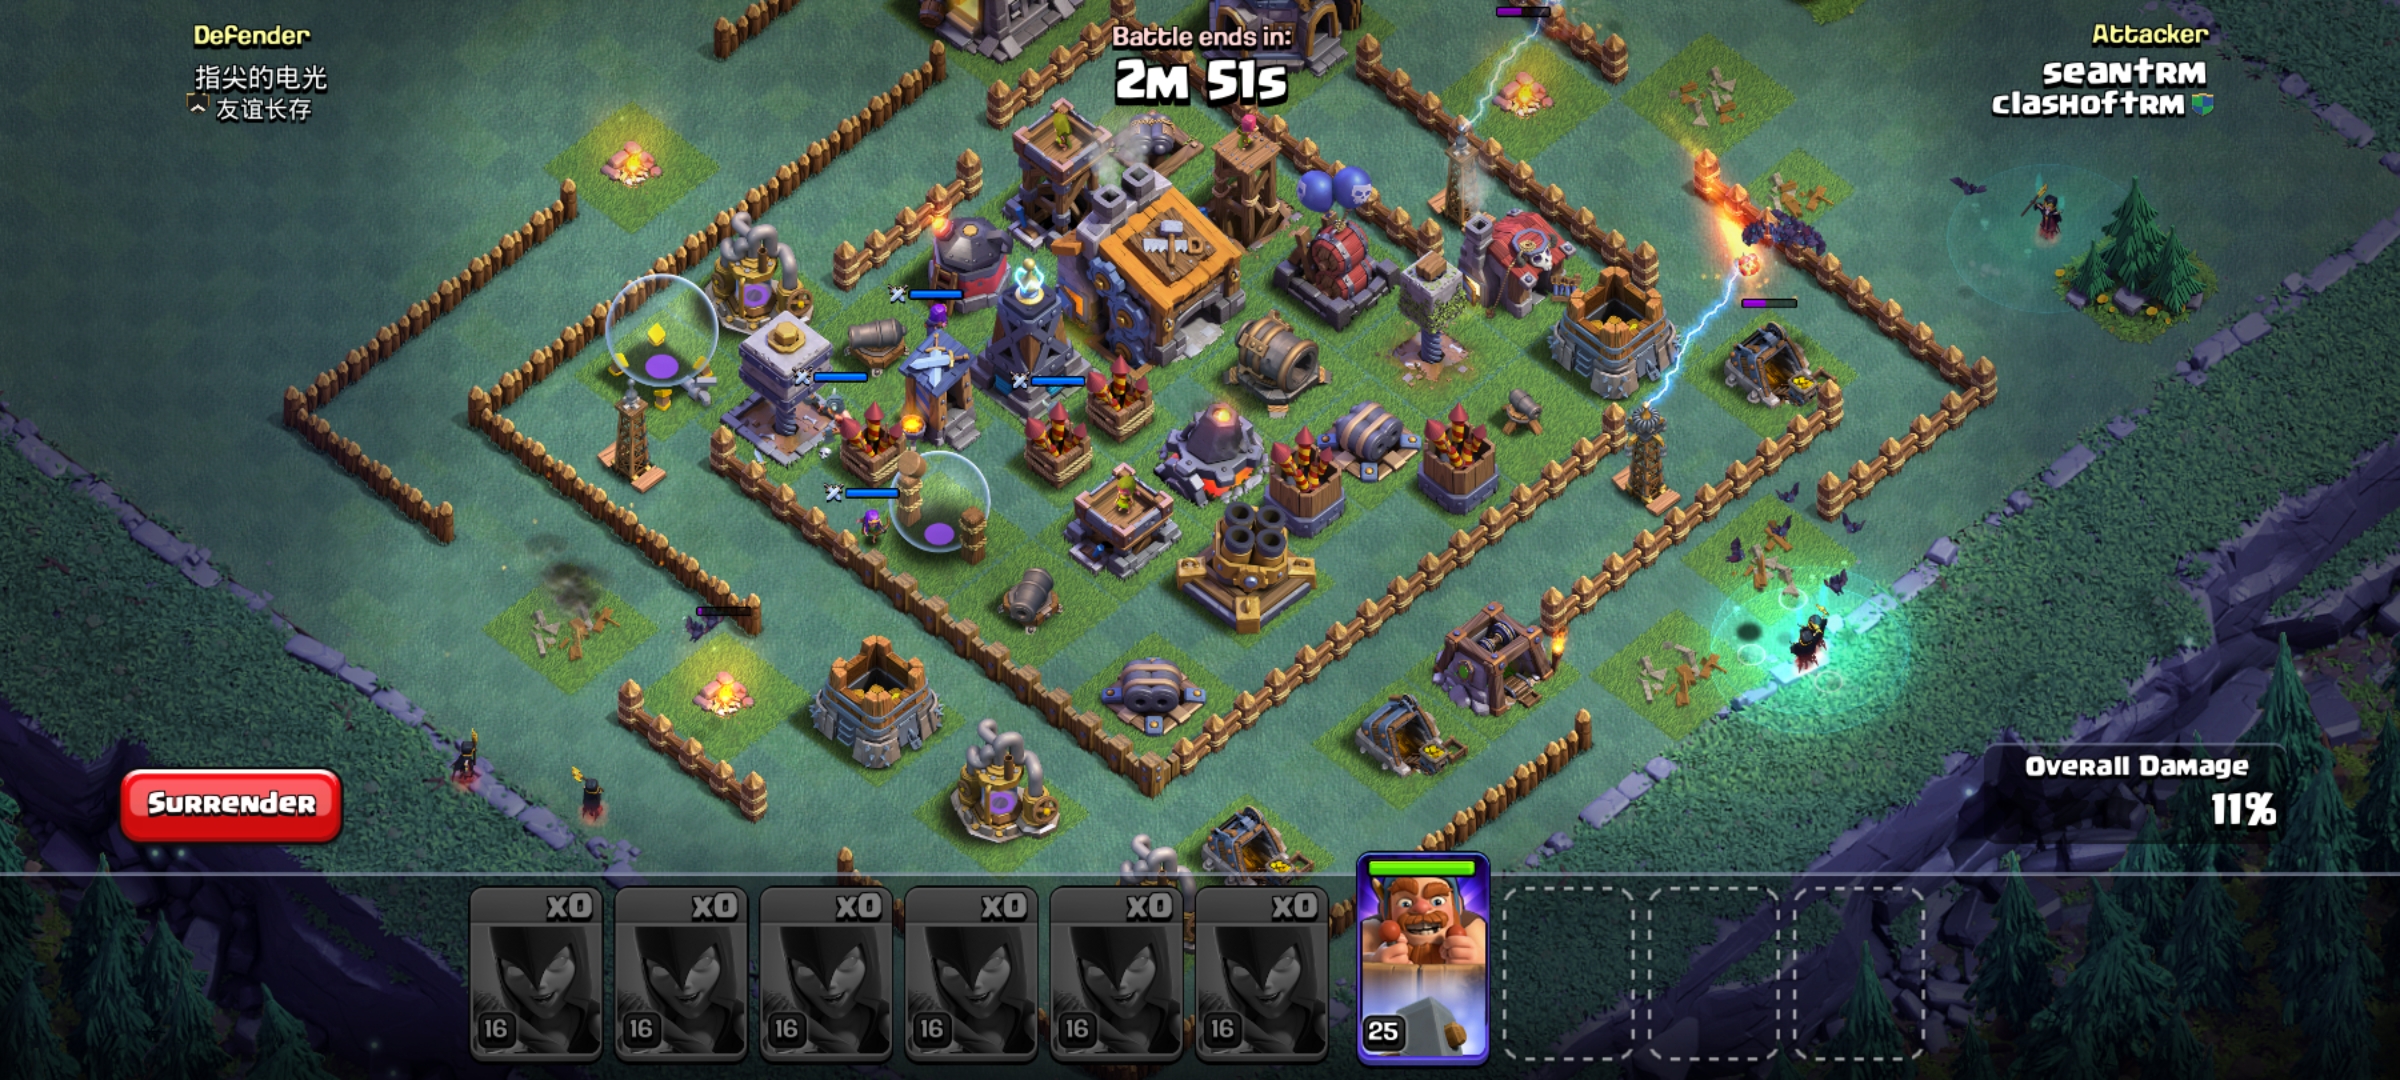 Defender
指尖的电光
友谊长存
Battle ends in:
2M 51s
Attacker
seantRM
clashoftRM
Surrender
Overall Damage
11%
x0
x0
x0
x0
x0
x0
16
16
16
16
16
16
25